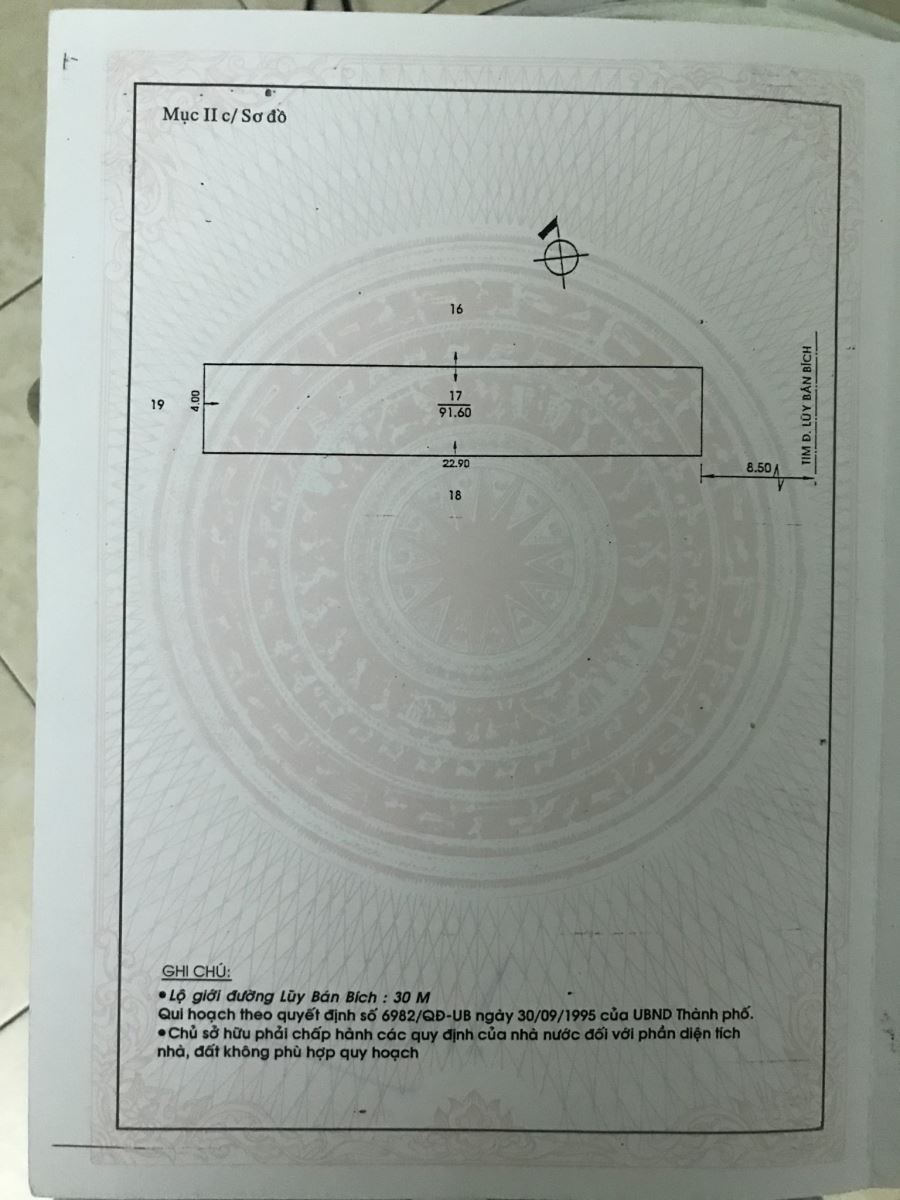 Mục II c/ Sơ đồ
16
19
4.00
17
91.60
22.90
18
8.50
TIM Đ. LŨY BÁN BÍCH
GHI CHÚ:
• Lộ giới đường Lũy Bán Bích : 30 M
Qui hoạch theo quyết định số 6982/QĐ-UB ngày 30/09/1995 của UBND Thành phố.
• Chủ sở hữu phải chấp hành các quy định của nhà nước đối với phần diện tích
nhà, đất không phù hợp quy hoạch